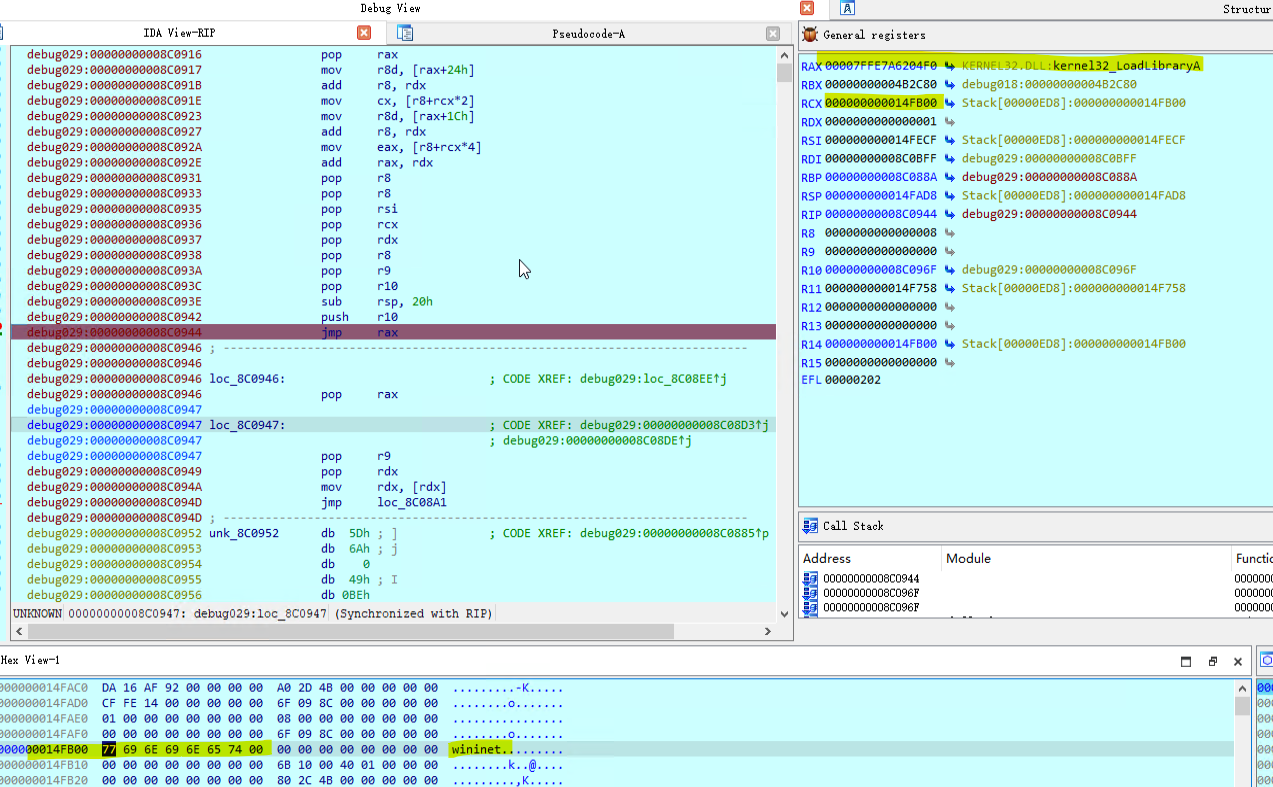 Debug View
Structur
IDA View-RIP
Pseudocode-A
debug029:00000000008C0916 pop rax
debug029:00000000008C0917 mov r8d, [rax+24h]
debug029:00000000008C091B add r8, rdx
debug029:00000000008C091E mov cx, [r8+rcx*2]
debug029:00000000008C0923 mov r8d, [rax+1Ch]
debug029:00000000008C0927 add r8, rdx
debug029:00000000008C092A mov eax, [r8+rcx*4]
debug029:00000000008C092E add rax, rdx
debug029:00000000008C0931 pop r8
debug029:00000000008C0933 pop r8
debug029:00000000008C0935 pop rsi
debug029:00000000008C0936 pop rcx
debug029:00000000008C0937 pop rdx
debug029:00000000008C0938 pop r8
debug029:00000000008C093A pop r9
debug029:00000000008C093C pop r10
debug029:00000000008C093E sub rsp, 20h
debug029:00000000008C0942 push r10
debug029:00000000008C0944 jmp rax
debug029:00000000008C0946 ; ---------------------------------------------------------------------------
debug029:00000000008C0946
debug029:00000000008C0946 loc_8C0946: ; CODE XREF: debug029:loc_8C08EE↑j
debug029:00000000008C0946 pop rax
debug029:00000000008C0947
debug029:00000000008C0947 loc_8C0947: ; CODE XREF: debug029:00000000008C08D3↑j
debug029:00000000008C0947 ; debug029:00000000008C08DE↑j
debug029:00000000008C0947 pop r9
debug029:00000000008C0949 pop rdx
debug029:00000000008C094A mov rdx, [rdx]
debug029:00000000008C094D jmp loc_8C08A1
debug029:00000000008C094D ; ---------------------------------------------------------------------------
debug029:00000000008C0952 unk_8C0952 db 5Dh ; ] ; CODE XREF: debug029:00000000008C0885↑p
debug029:00000000008C0953 db 6Ah ; j
debug029:00000000008C0954 db 0
debug029:00000000008C0955 db 49h ; I
debug029:00000000008C0956 db 0BEh
UNKNOWN 00000000008C0947: debug029:loc_8C0947 (Synchronized with RIP)
General registers
RAX 00007FFE7A6204F0 KERNEL32.DLL:kernel32_LoadLibraryA
RBX 00000000004B2C80 debug018:00000000004B2C80
RCX 000000000014FB00 Stack[00000ED8]:000000000014FB00
RDX 0000000000000001
RSI 000000000014FECF Stack[00000ED8]:000000000014FECF
RDI 00000000008C0BFF debug029:00000000008C0BFF
RBP 00000000008C088A debug029:00000000008C088A
RSP 000000000014FAD8 Stack[00000ED8]:000000000014FAD8
RIP 00000000008C0944 debug029:00000000008C0944
R8 0000000000000008
R9 0000000000000000
R10 00000000008C096F debug029:00000000008C096F
R11 000000000014F758 Stack[00000ED8]:000000000014F758
R12 0000000000000000
R13 0000000000000000
R14 000000000014FB00 Stack[00000ED8]:000000000014FB00
R15 0000000000000000
EFL 00000202
Call Stack
Address Module Functic
00000000008C0944 0000000
00000000008C096F 0000000
00000000008C096F 0000000
Hex View-1
000000014FAC0 DA 16 AF 92 00 00 00 00 A0 2D 4B 00 00 00 00 00 .........-K.....
000000014FAD0 CF FE 14 00 00 00 00 00 6F 09 8C 00 00 00 00 00 ........o.......
000000014FAE0 01 00 00 00 00 00 00 00 08 00 00 00 00 00 00 00 ................
000000014FAF0 00 00 00 00 00 00 00 00 6F 09 8C 00 00 00 00 00 ........o.......
000000014FB00 77 69 6E 69 6E 65 74 00 00 00 00 00 00 00 00 00 wininet.........
000000014FB10 00 00 00 00 00 00 00 00 6B 10 00 40 01 00 00 00 ........k..@....
000000014FB20 00 00 00 00 00 00 00 00 80 2C 4B 00 00 00 00 00 .........,K.....